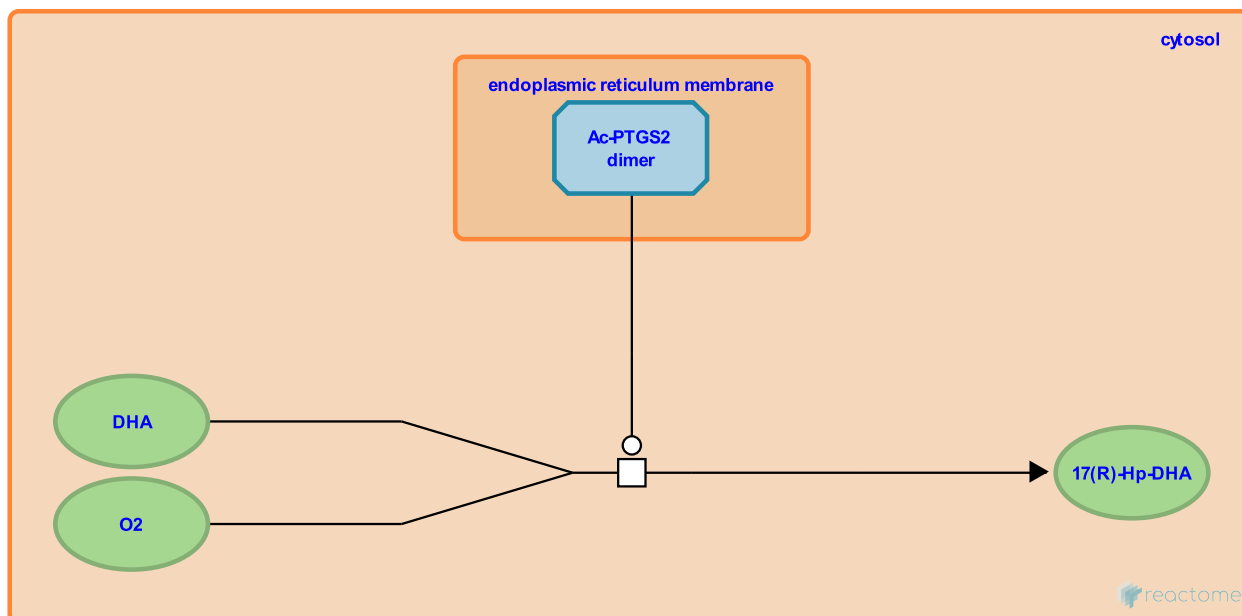 cytosol
endoplasmic reticulum membrane
Ac-PTGS2
dimer
DHA
O2
17(R)-Hp-DHA
reactome